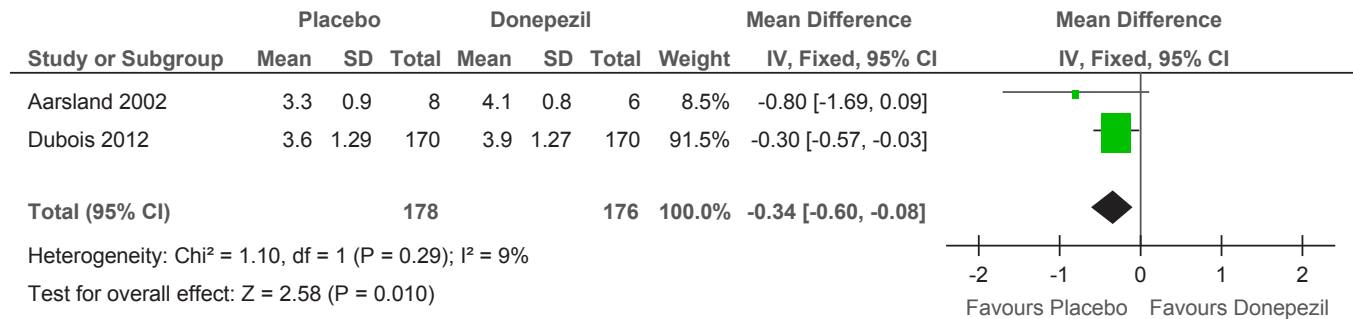 Placebo Donepezil Mean Difference Mean Difference
Study or Subgroup Mean SD Total Mean SD Total Weight IV, Fixed, 95% CI IV, Fixed, 95% CI
Aarsland 2002 3.3 0.9 8 4.1 0.8 6 8.5% -0.80 [-1.69, 0.09]
Dubois 2012 3.6 1.29 170 3.9 1.27 170 91.5% -0.30 [-0.57, -0.03]
Total (95% CI) 178 176 100.0% -0.34 [-0.60, -0.08]
Heterogeneity: Chi² = 1.10, df = 1 (P = 0.29); I² = 9%
Test for overall effect: Z = 2.58 (P = 0.010)
-2 -1 0 1 2
Favours Placebo Favours Donepezil